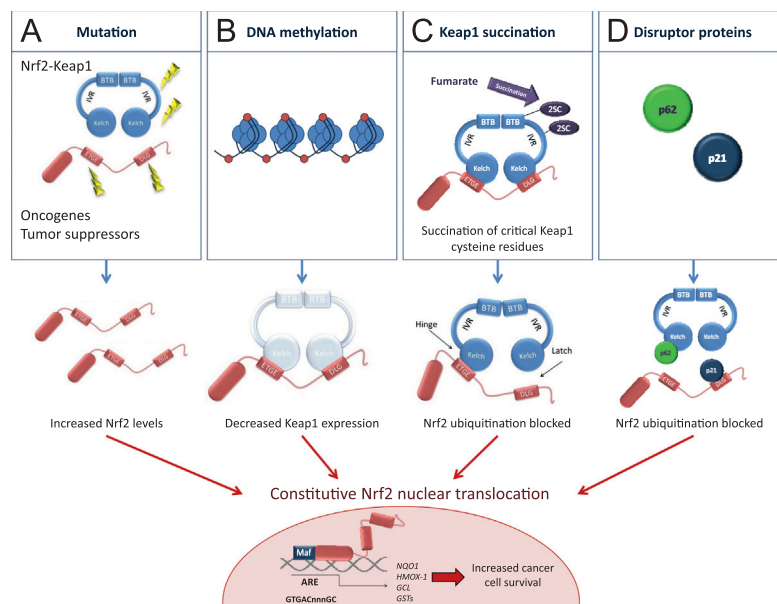 A Mutation
Nrf2-Keap1
BTB BTB
IVR IVR
Kelch Kelch
ETGE DLG
Oncogenes
Tumor suppressors
B DNA methylation
C Keap1 succination
Fumarate
Succination
2SC
2SC
BTB BTB
IVR IVR
Kelch Kelch
ETGE DLG
Succination of critical Keap1
cysteine residues
D Disruptor proteins
p62
p21
ETGE DLG
ETGE DLG
Increased Nrf2 levels
BTB BTB
IVR IVR
Kelch Kelch
ETGE DLG
Decreased Keap1 expression
BTB BTB
IVR IVR
Hinge
Kelch Kelch
Latch
ETGE
DLG
Nrf2 ubiquitination blocked
BTB BTB
IVR IVR
Kelch Kelch
p62
p21
ETGE DLG
Nrf2 ubiquitination blocked
Constitutive Nrf2 nuclear translocation
Maf
ARE
GTGACnnnGC
NQO1
HMOX-1
GCL
GSTs
Increased cancer
cell survival